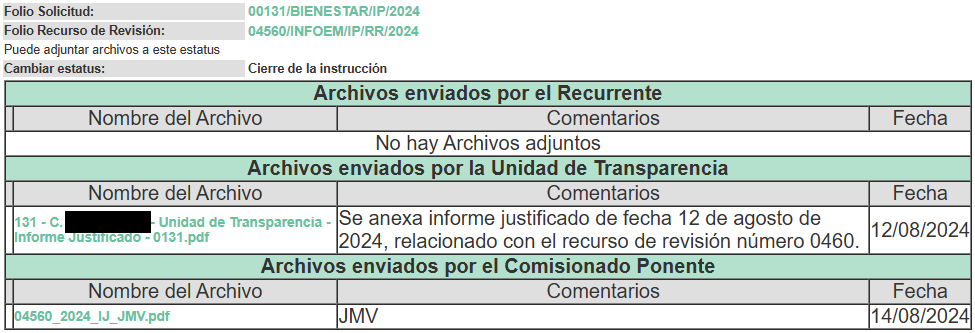 Folio Solicitud: 00131/BIENESTAR/IP/2024
Folio Recurso de Revisión: 04560/INFOEM/IP/RR/2024
Puede adjuntar archivos a este estatus
Cambiar estatus: Cierre de la instrucción
Archivos enviados por el Recurrente
Nombre del Archivo Comentarios Fecha
No hay Archivos adjuntos
Archivos enviados por la Unidad de Transparencia
Nombre del Archivo Comentarios Fecha
131 - C. - Unidad de Transparencia -
Informe Justificado - 0131.pdf
Se anexa informe justificado de fecha 12 de agosto de
2024, relacionado con el recurso de revisión número 0460.
12/08/2024
Archivos enviados por el Comisionado Ponente
Nombre del Archivo Comentarios Fecha
04560_2024_IJ_JMV.pdf JMV 14/08/2024